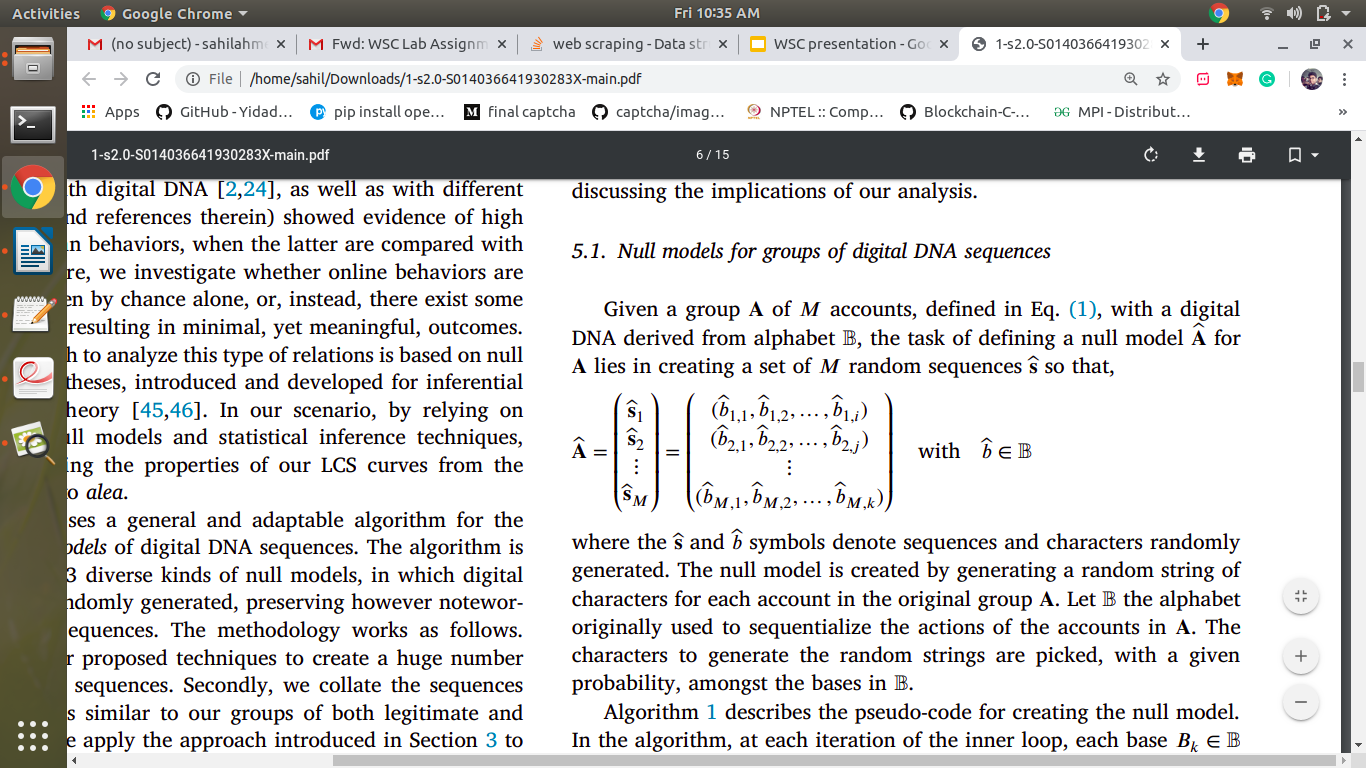 Activities Google Chrome Fri 10:35 AM
(no subject) - sahilahm
Fwd: WSC Lab Assignm
web scraping - Data str
WSC presentation - Goo
1-s2.0-S0140366419302
File /home/sahil/Downloads/1-s2.0-S014036641930283X-main.pdf
Apps GitHub - Yidad... pip install ope... final captcha captcha/imag... NPTEL :: Comp... Blockchain-C-... MPI - Distribut... »
1-s2.0-S014036641930283X-main.pdf 6 / 15
th digital DNA [2,24], as well as with different
nd references therein) showed evidence of high
n behaviors, when the latter are compared with
re, we investigate whether online behaviors are
en by chance alone, or, instead, there exist some
resulting in minimal, yet meaningful, outcomes.
h to analyze this type of relations is based on null
theses, introduced and developed for inferential
heory [45,46]. In our scenario, by relying on
ll models and statistical inference techniques,
ing the properties of our LCS curves from the
o alea.
ses a general and adaptable algorithm for the
odels of digital DNA sequences. The algorithm is
3 diverse kinds of null models, in which digital
ndomly generated, preserving however notewor-
equences. The methodology works as follows.
r proposed techniques to create a huge number
sequences. Secondly, we collate the sequences
s similar to our groups of both legitimate and
e apply the approach introduced in Section 3 to
discussing the implications of our analysis.
5.1. Null models for groups of digital DNA sequences
Given a group A of M accounts, defined in Eq. (1), with a digital
DNA derived from alphabet 𝔹, the task of defining a null model Â for
A lies in creating a set of M random sequences ŝ so that,
Â = (ŝ₁ ŝ₂ ⋮ ŝ_M) = ((b̂₁,₁, b̂₁,₂, … , b̂₁,ᵢ) (b̂₂,₁, b̂₂,₂, … , b̂₂,ⱼ) ⋮ (b̂_M,1, b̂_M,2, … , b̂_M,k)) with b̂ ∈ 𝔹
where the ŝ and b̂ symbols denote sequences and characters randomly
generated. The null model is created by generating a random string of
characters for each account in the original group A. Let 𝔹 the alphabet
originally used to sequentialize the actions of the accounts in A. The
characters to generate the random strings are picked, with a given
probability, amongst the bases in 𝔹.
Algorithm 1 describes the pseudo-code for creating the null model.
In the algorithm, at each iteration of the inner loop, each base B_k ∈ 𝔹